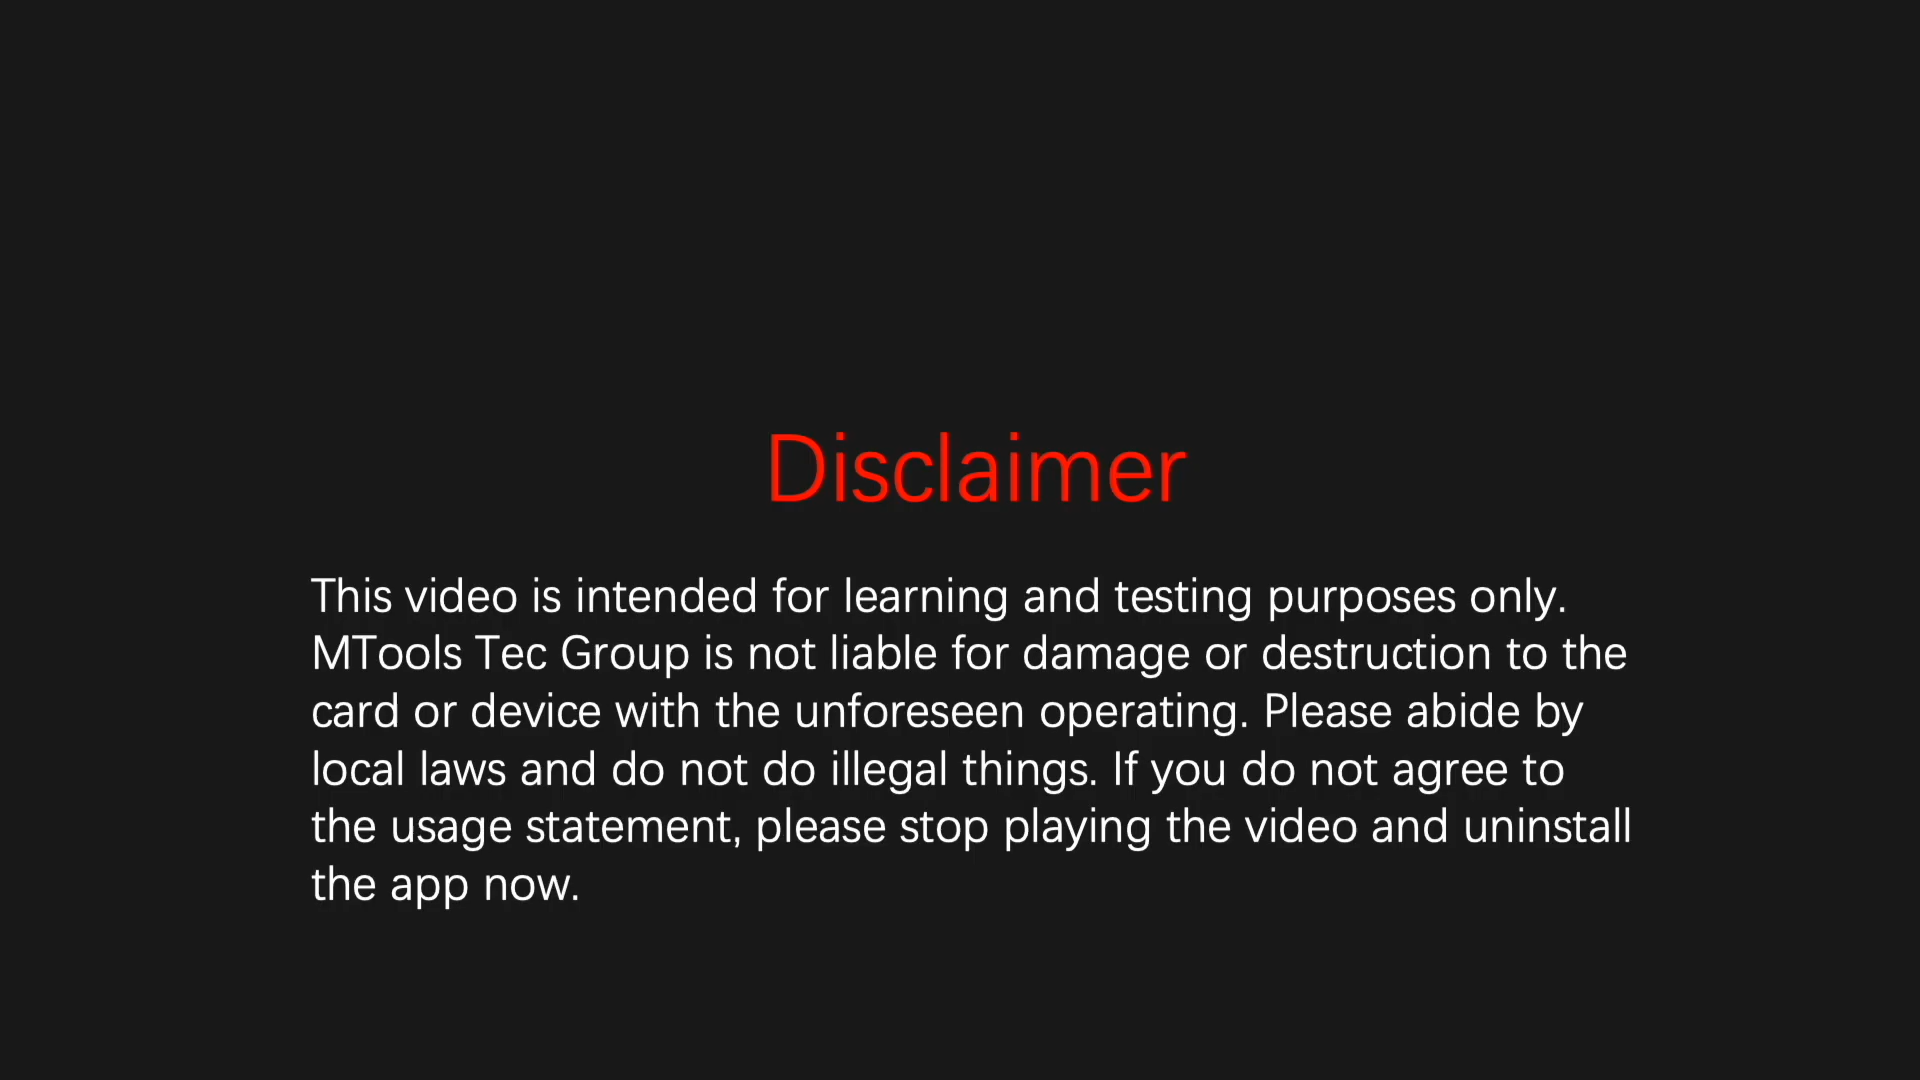 Disclaimer
This video is intended for learning and testing purposes only.
MTools Tec Group is not liable for damage or destruction to the
card or device with the unforeseen operating. Please abide by
local laws and do not do illegal things. If you do not agree to
the usage statement, please stop playing the video and uninstall
the app now.